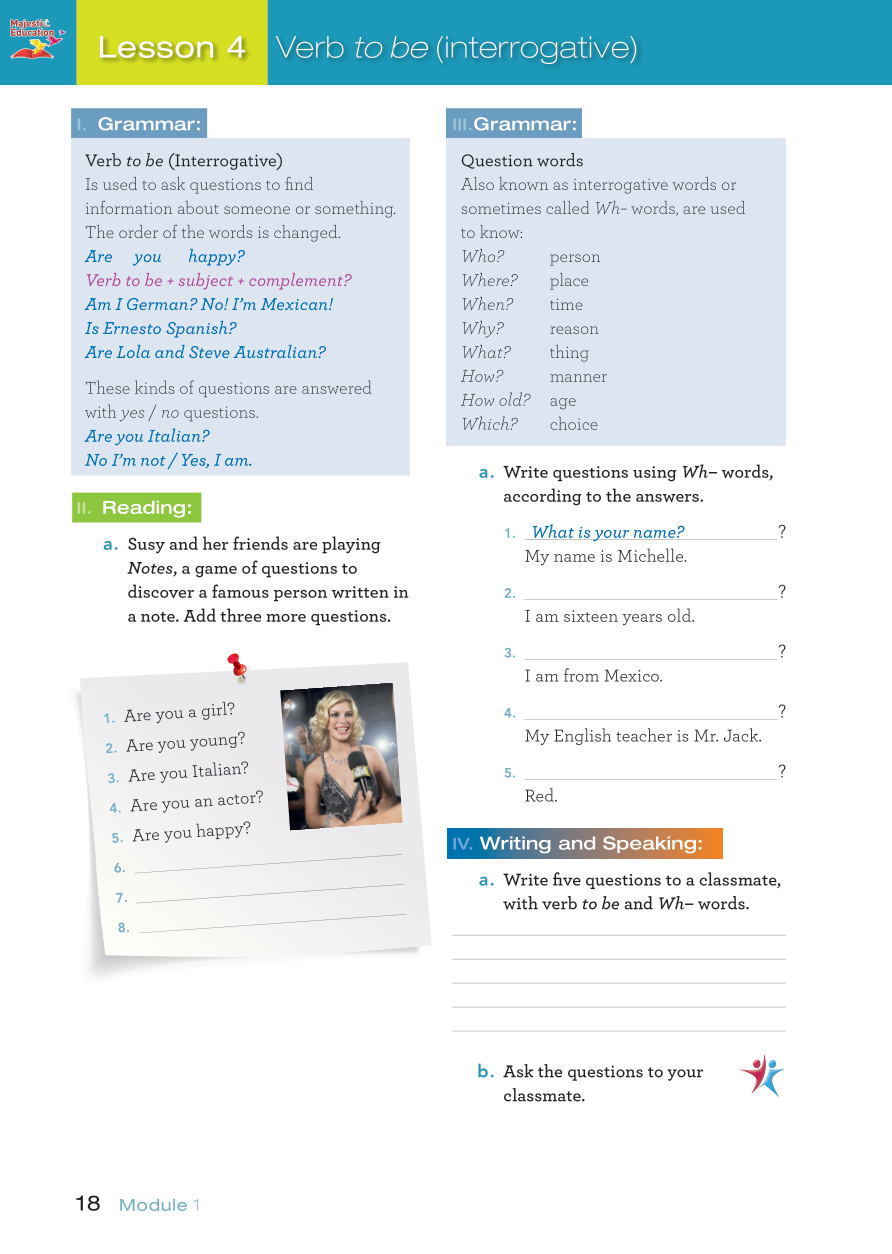 Majestic
Education
Lesson 4
Verb to be (interrogative)
I. Grammar:
Verb to be (Interrogative)
Is used to ask questions to find
information about someone or something.
The order of the words is changed.
Are you happy?
Verb to be + subject + complement?
Am I German? No! I'm Mexican!
Is Ernesto Spanish?
Are Lola and Steve Australian?
These kinds of questions are answered
with yes / no questions.
Are you Italian?
No I'm not / Yes, I am.
II. Reading:
a. Susy and her friends are playing
Notes, a game of questions to
discover a famous person written in
a note. Add three more questions.
1. Are you a girl?
2. Are you young?
3. Are you Italian?
4. Are you an actor?
5. Are you happy?
6.
7.
8.
III. Grammar:
Question words
Also known as interrogative words or
sometimes called Wh– words, are used
to know:
Who? person
Where? place
When? time
Why? reason
What? thing
How? manner
How old? age
Which? choice
a. Write questions using Wh– words,
according to the answers.
1. What is your name? ?
My name is Michelle.
2. ?
I am sixteen years old.
3. ?
I am from Mexico.
4. ?
My English teacher is Mr. Jack.
5. ?
Red.
IV. Writing and Speaking:
a. Write five questions to a classmate,
with verb to be and Wh– words.
b. Ask the questions to your
classmate.
18 Module 1